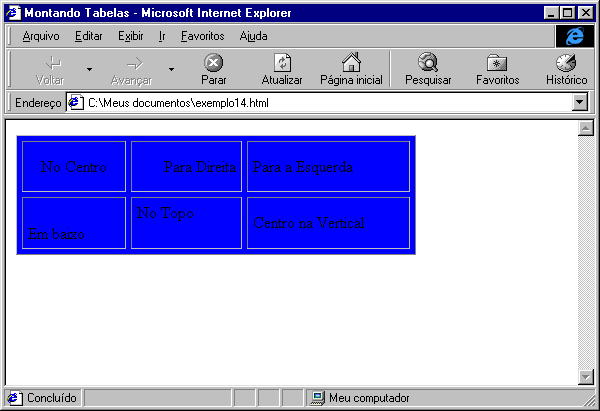 Montando Tabelas - Microsoft Internet Explorer
Arquivo Editar Exibir Ir Favoritos Ajuda
Voltar Avançar Parar Atualizar Página inicial Pesquisar Favoritos Histórico
Endereço C:\Meus documentos\exemplo14.html
No Centro Para Direita Para a Esquerda
Em baixo No Topo Centro na Vertical
Concluído Meu computador